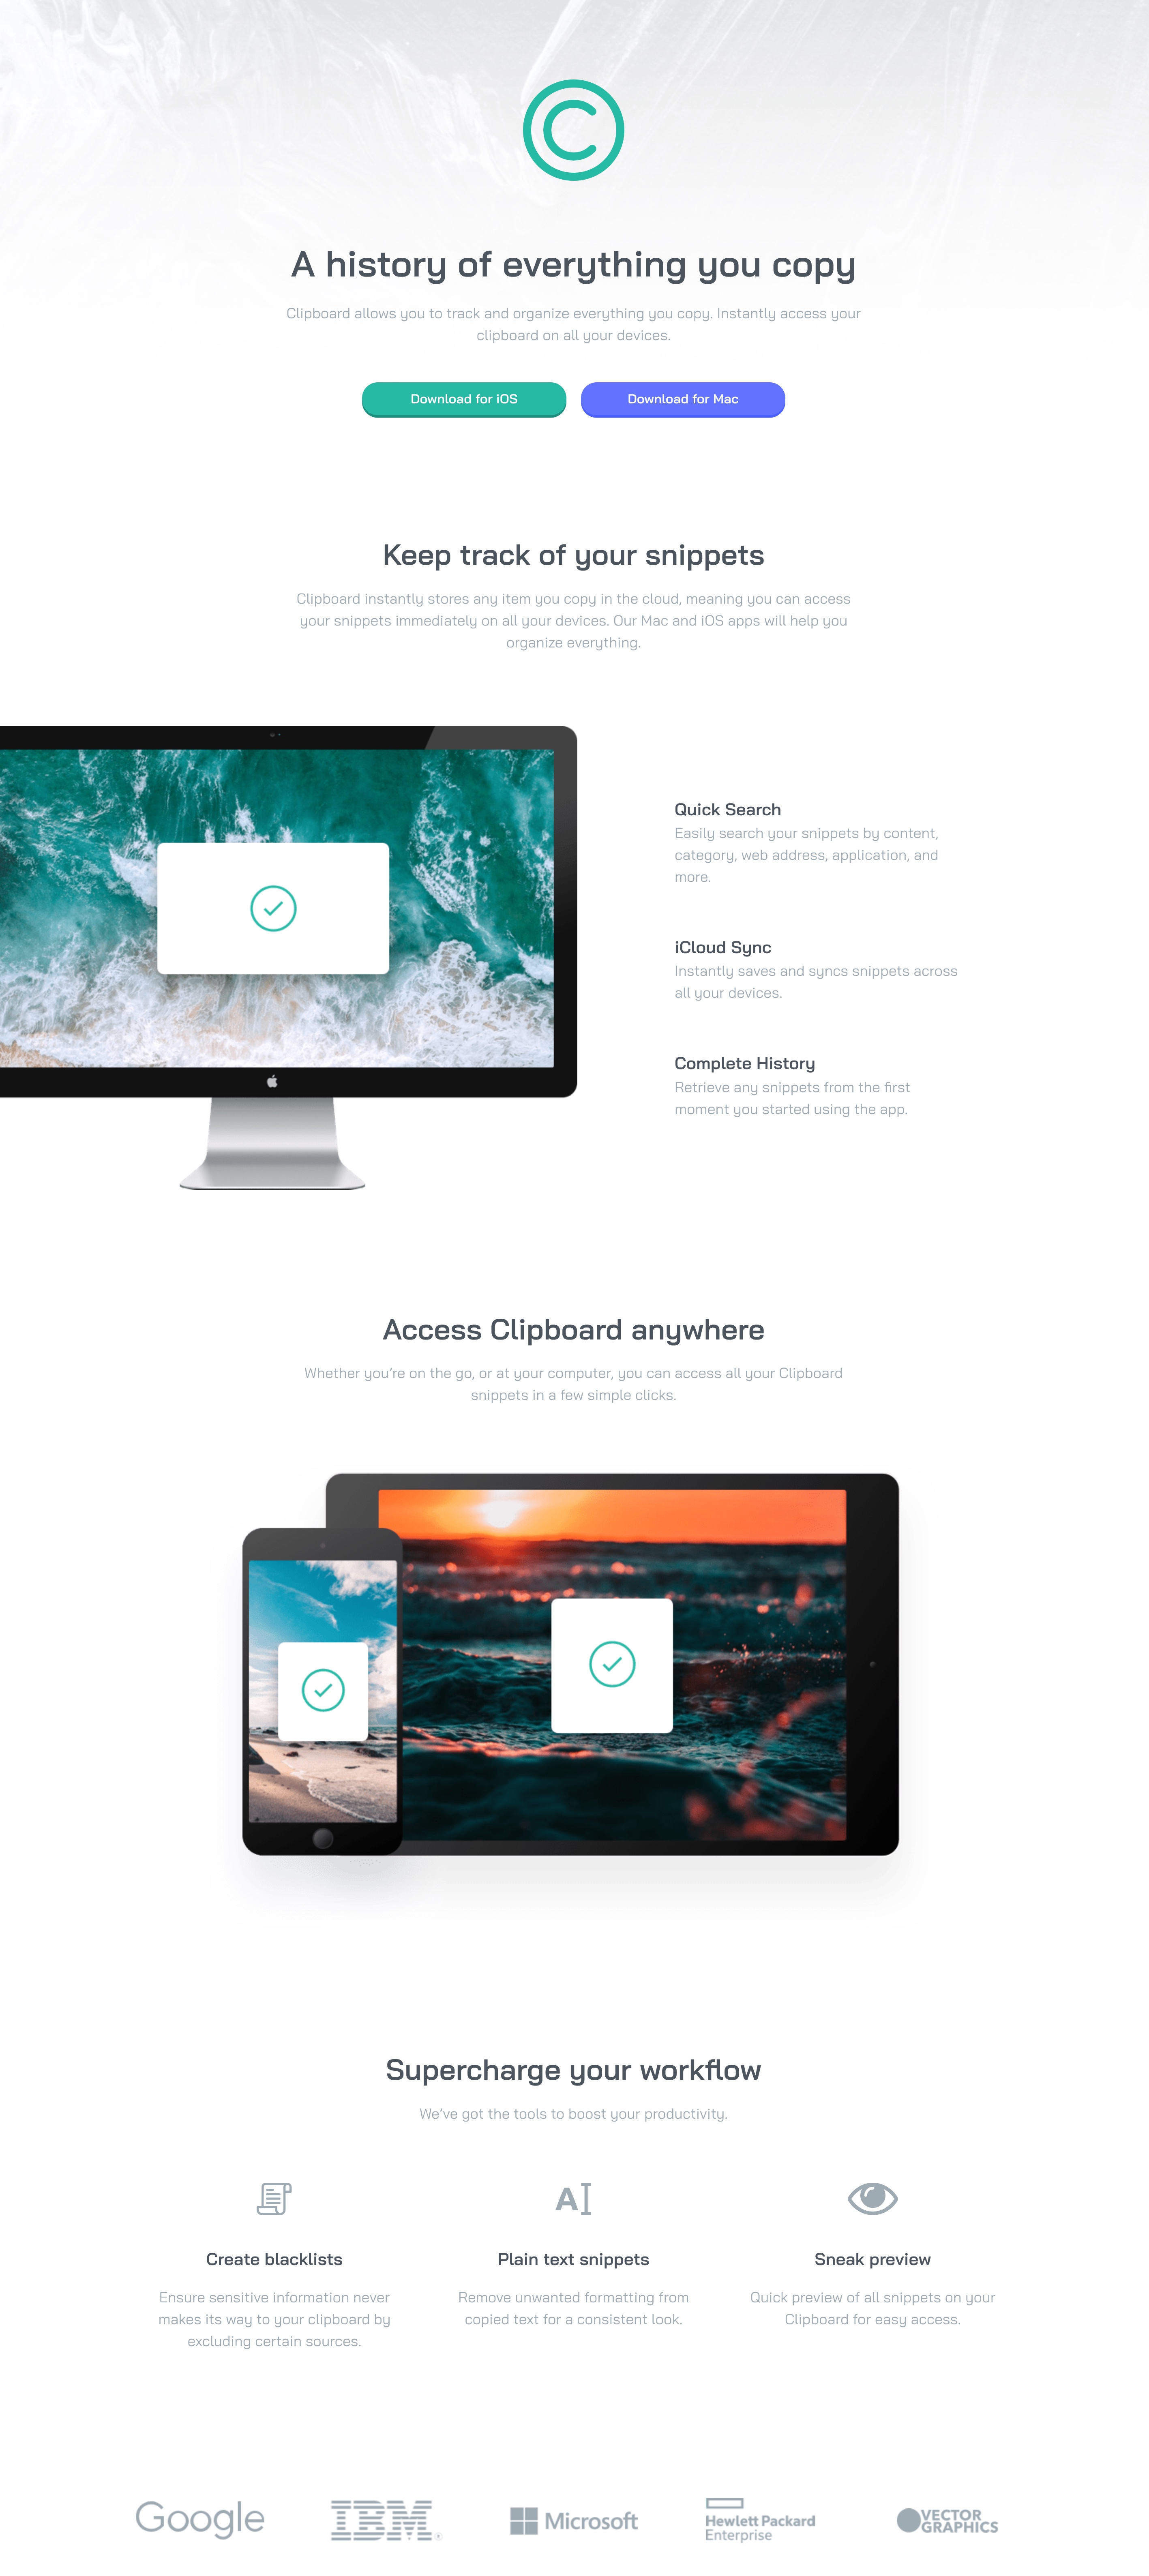 A history of everything you copy
Clipboard allows you to track and organize everything you copy. Instantly access your
clipboard on all your devices.
Download for iOS
Download for Mac
Keep track of your snippets
Clipboard instantly stores any item you copy in the cloud, meaning you can access
your snippets immediately on all your devices. Our Mac and iOS apps will help you
organize everything.
Quick Search
Easily search your snippets by content,
category, web address, application, and
more.
iCloud Sync
Instantly saves and syncs snippets across
all your devices.
Complete History
Retrieve any snippets from the first
moment you started using the app.
Access Clipboard anywhere
Whether you’re on the go, or at your computer, you can access all your Clipboard
snippets in a few simple clicks.
Supercharge your workflow
We’ve got the tools to boost your productivity.
A
Create blacklists
Ensure sensitive information never
makes its way to your clipboard by
excluding certain sources.
Plain text snippets
Remove unwanted formatting from
copied text for a consistent look.
Sneak preview
Quick preview of all snippets on your
Clipboard for easy access.
Google
IBM
Microsoft
Hewlett Packard
Enterprise
VECTOR
GRAPHICS